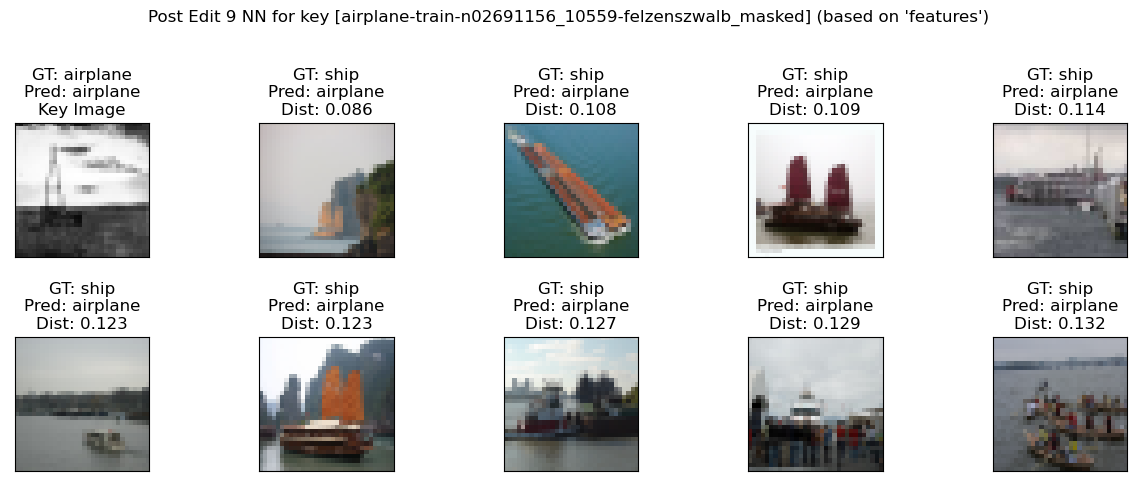 Post Edit 9 NN for key [airplane-train-n02691156_10559-felzenszwalb_masked] (based on 'features')
GT: airplane
Pred: airplane
Key Image
GT: ship
Pred: airplane
Dist: 0.086
GT: ship
Pred: airplane
Dist: 0.108
GT: ship
Pred: airplane
Dist: 0.109
GT: ship
Pred: airplane
Dist: 0.114
GT: ship
Pred: airplane
Dist: 0.123
GT: ship
Pred: airplane
Dist: 0.123
GT: ship
Pred: airplane
Dist: 0.127
GT: ship
Pred: airplane
Dist: 0.129
GT: ship
Pred: airplane
Dist: 0.132